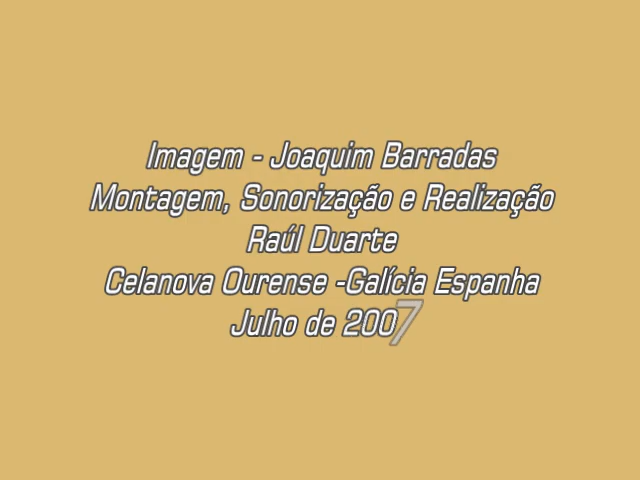 Imagem - Joaquim Barradas
Montagem, Sonorização e Realização
Raúl Duarte
Celanova Ourense -Galícia Espanha
Julho de 2007